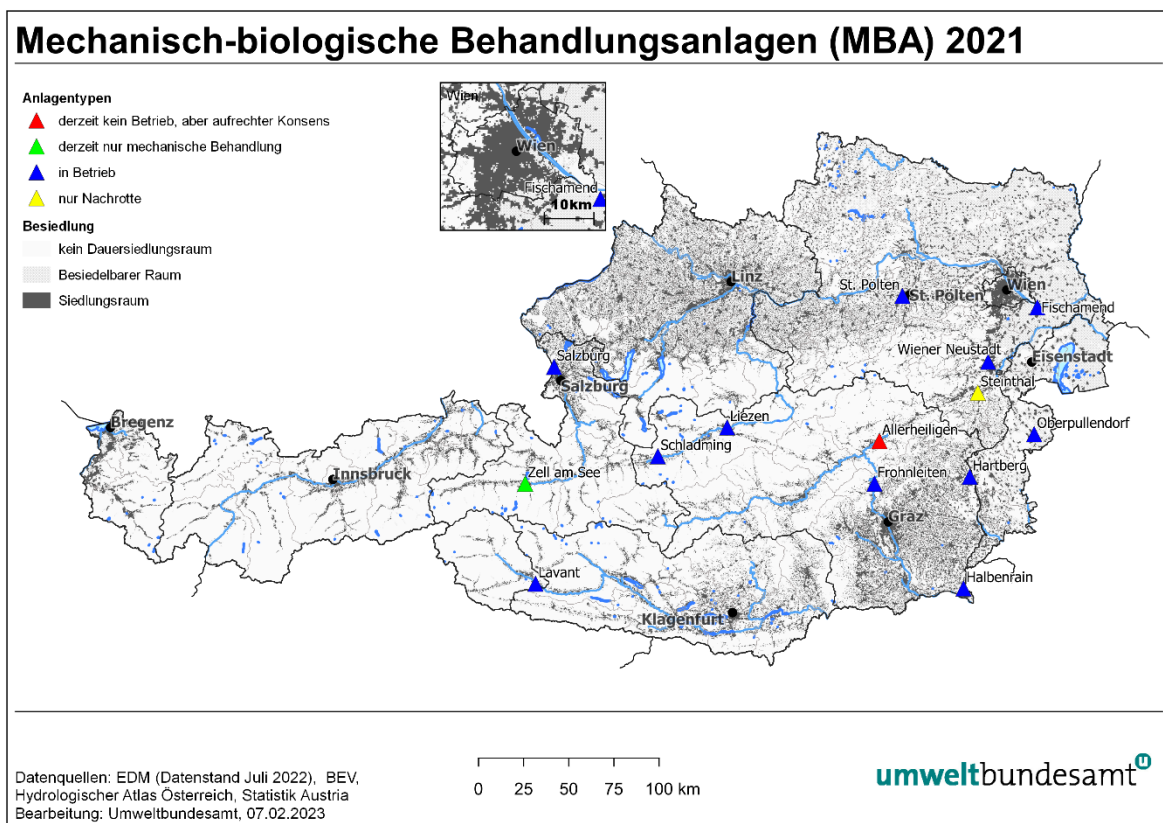 Mechanisch-biologische Behandlungsanlagen (MBA) 2021
Anlagentypen
derzeit kein Betrieb, aber aufrechter Konsens
derzeit nur mechanische Behandlung
in Betrieb
nur Nachrotte
Besiedlung
kein Dauersiedlungsraum
Besiedelbarer Raum
Siedlungsraum
Wien
Wien
Fischamend
10km
Linz
St. Pölten
St. Pölten
Wien
Fischamend
Salzburg
Salzburg
Wiener Neustadt
Eisenstadt
Steinthal
Bregenz
Liezen
Allerheiligen
Oberpullendorf
Schladming
Innsbruck
Zell am See
Frohnleiten
Hartberg
Graz
Lavant
Halbenrain
Klagenfurt
Datenquellen: EDM (Datenstand Juli 2022), BEV,
Hydrologischer Atlas Österreich, Statistik Austria
Bearbeitung: Umweltbundesamt, 07.02.2023
0 25 50 100 km
umweltbundesamt u